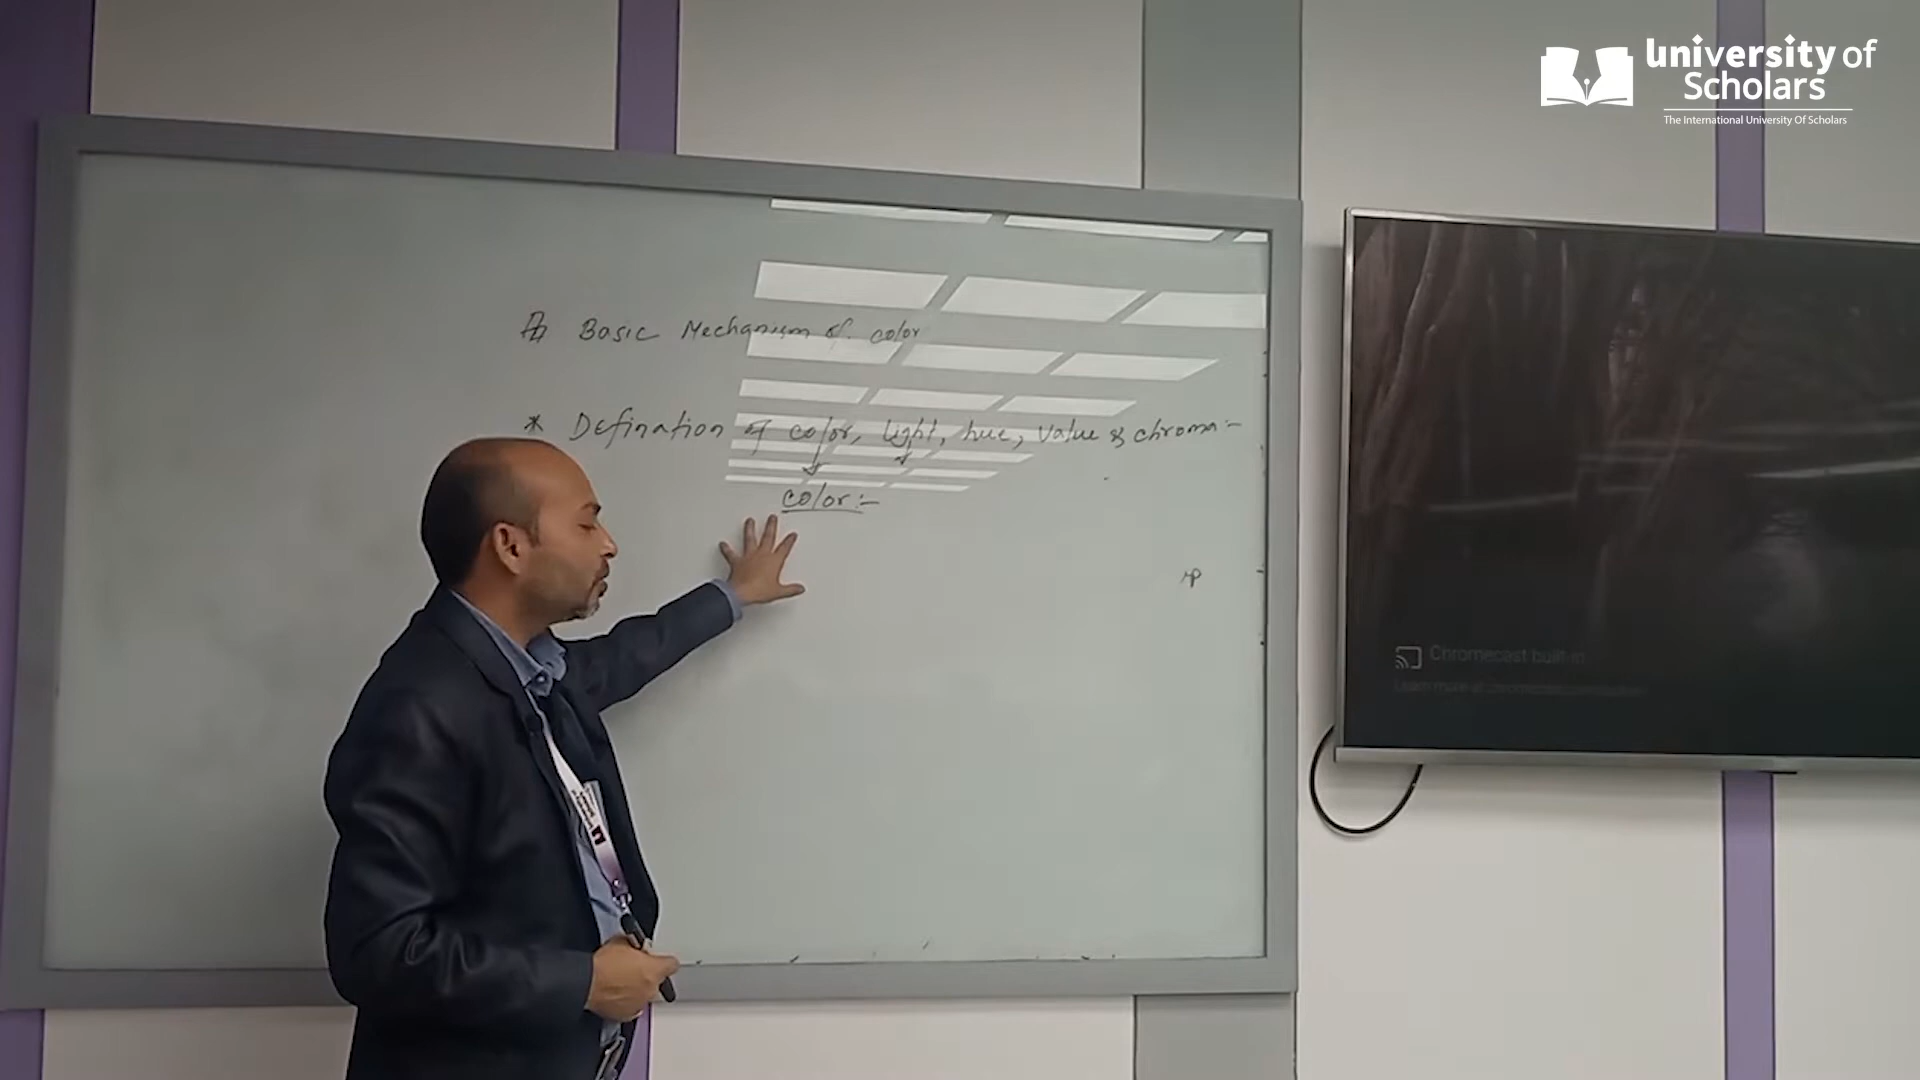 University of
Scholars
The International University Of Scholars
Basic Mechanism of color
* Defination of color, light, hue, value & chroma:-
color:-
Chromecast built-in